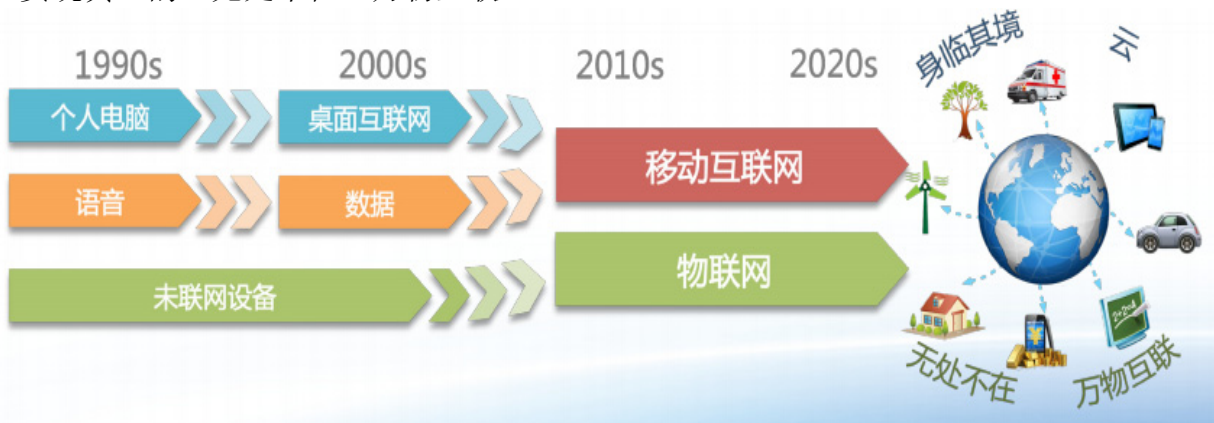 1990s
2000s
2010s
2020s
身临其境
云
个人电脑
桌面互联网
移动互联网
语音
数据
未联网设备
物联网
无处不在
万物互联